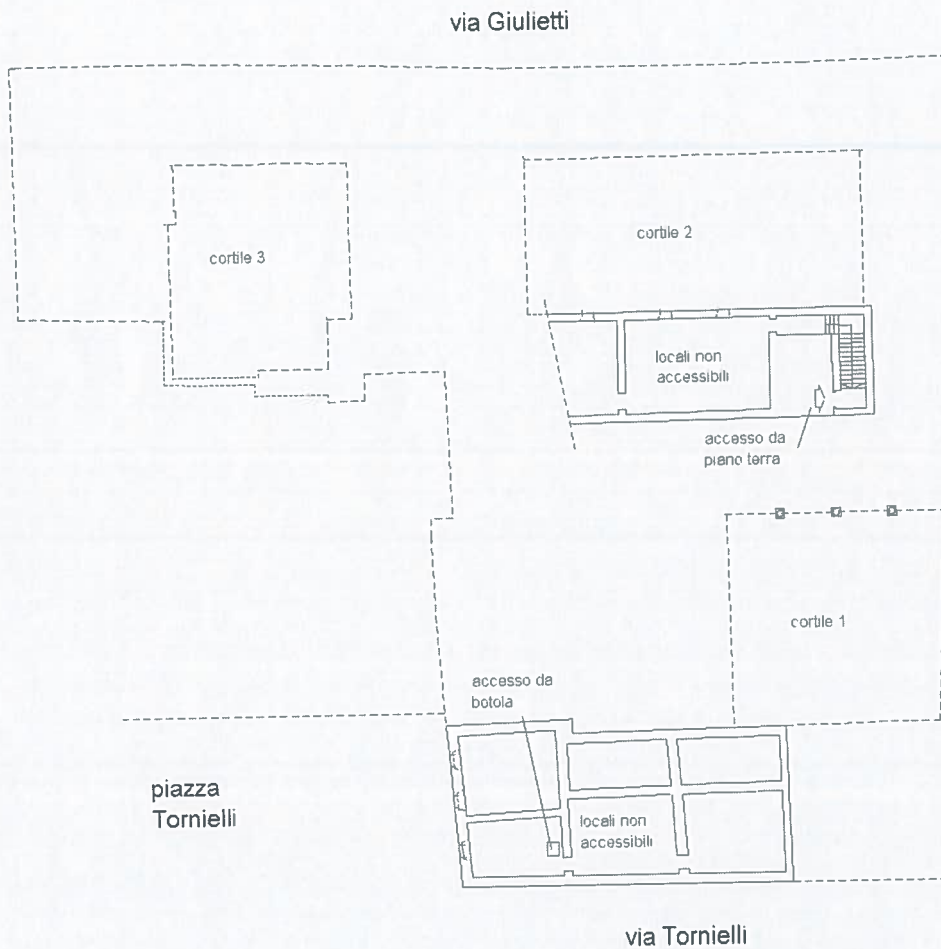 via Giulietti
cortile 2
cortile 3
locali non
accessibili
accesso da
piano terra
cortile 1
accesso da
botola
piazza
Tornielli
locali non
accessibili
via Tornielli